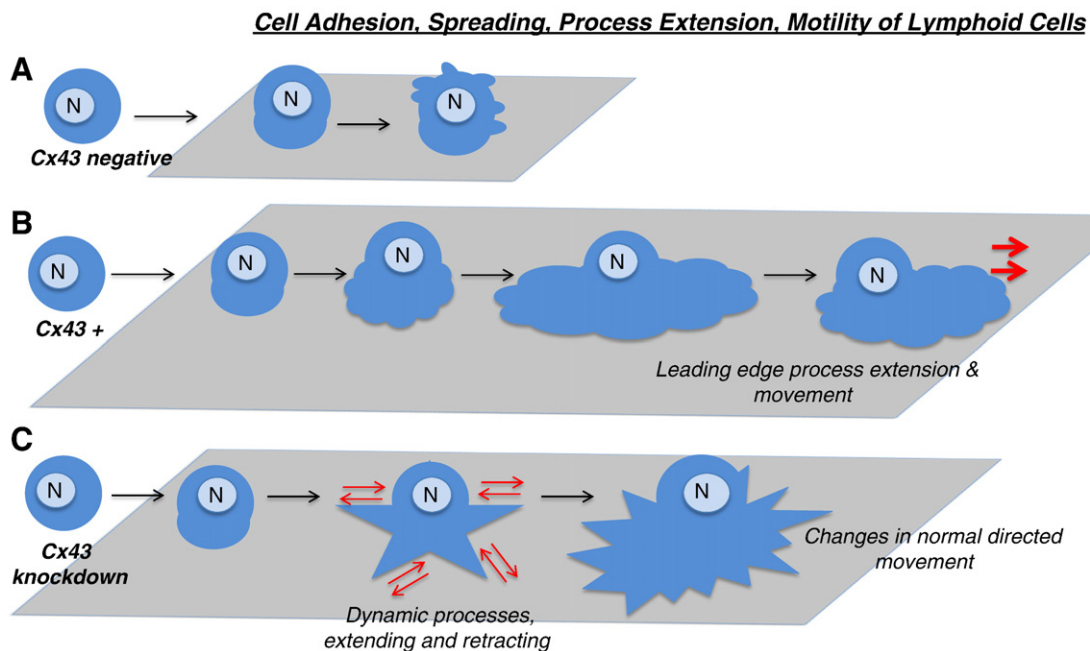 Cell Adhesion, Spreading, Process Extension, Motility of Lymphoid Cells
A
N
N
N
Cx43 negative
B
N
N
N
N
N
Cx43 +
Leading edge process extension &
movement
C
N
N
N
N
Cx43
knockdown
Changes in normal directed
movement
Dynamic processes,
extending and retracting